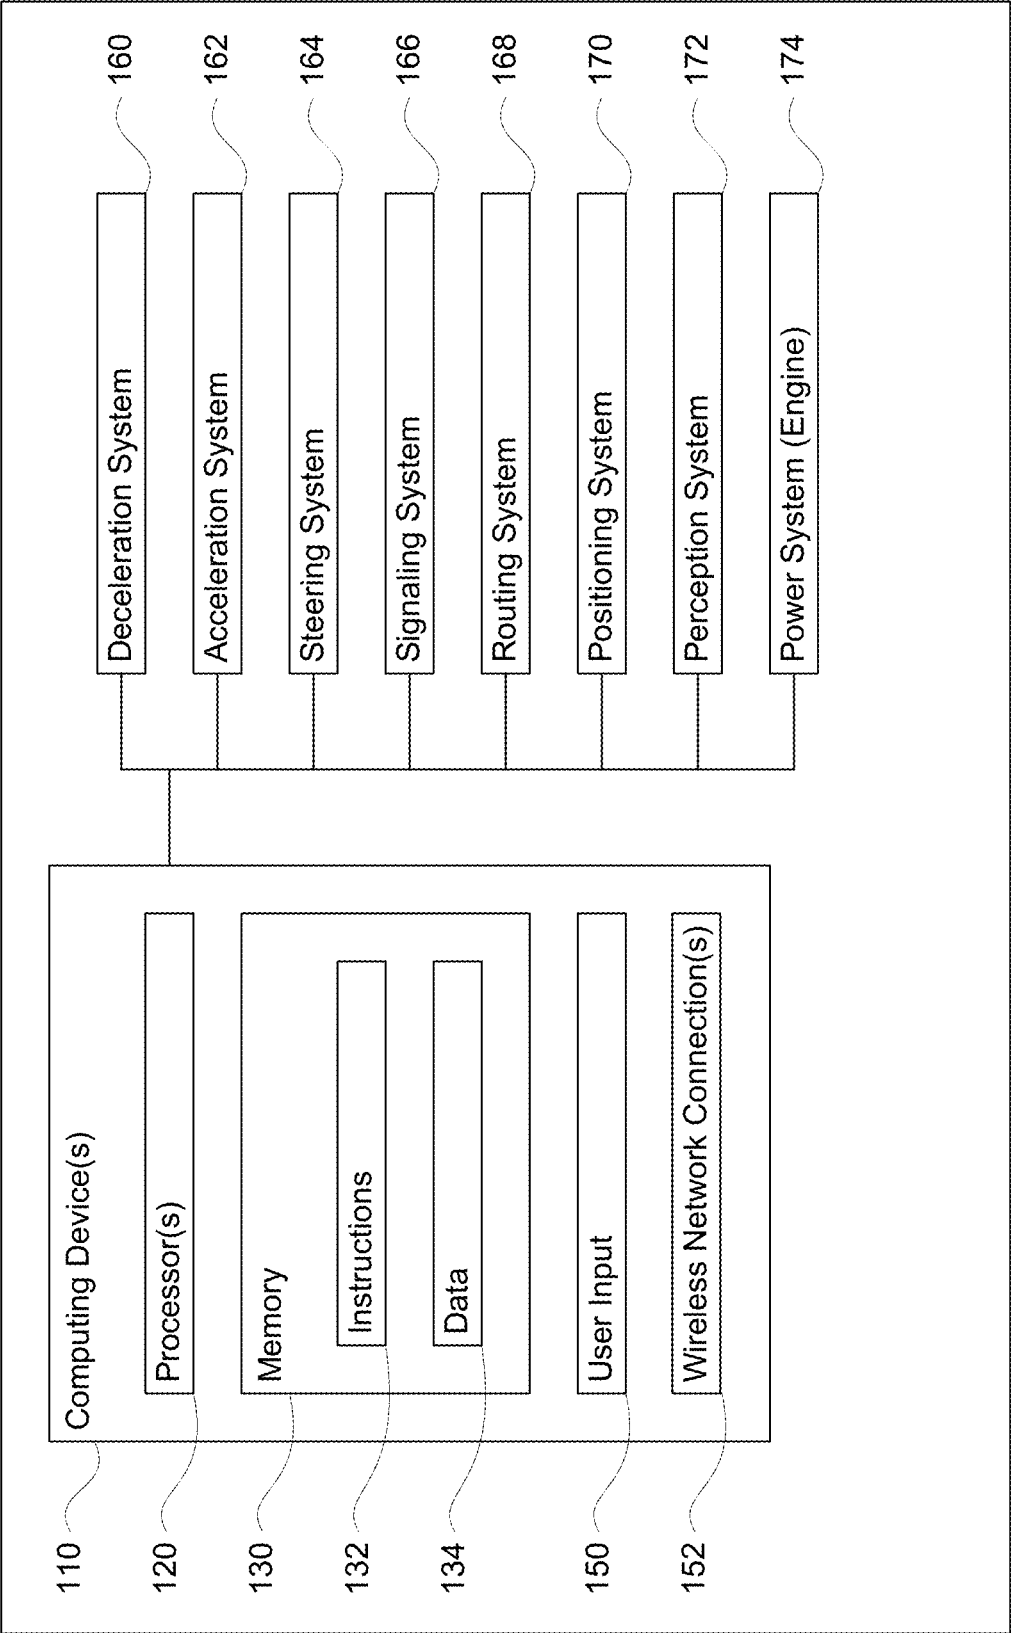 110
Computing Device(s)
120
Processor(s)
130
Memory
132
Instructions
134
Data
150
User Input
152
Wireless Network Connection(s)
Deceleration System
160
Acceleration System
162
Steering System
164
Signaling System
166
Routing System
168
Positioning System
170
Perception System
172
Power System (Engine)
174